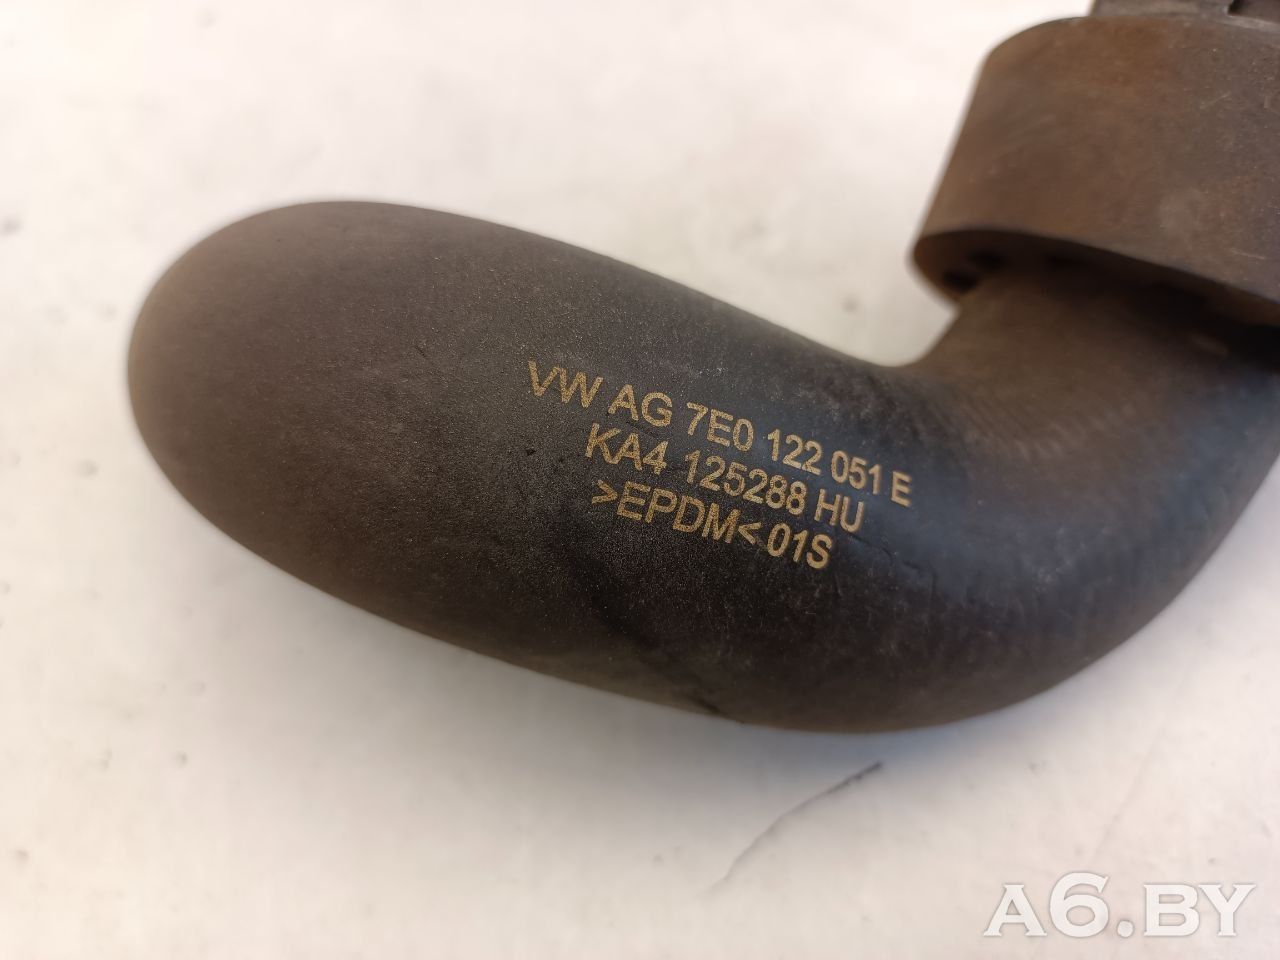 VW AG 7E0 122 051 E
KA4 125288 HU
>EPDM< 01S
A6.BY